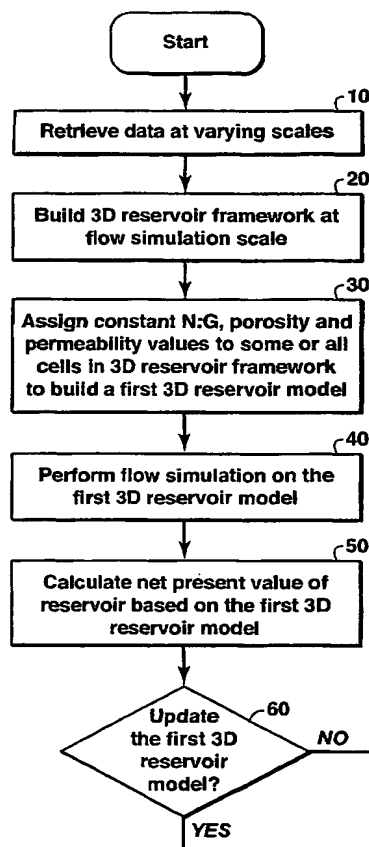 Start
10
Retrieve data at varying scales
20
Build 3D reservoir framework at
flow simulation scale
30
Assign constant N:G, porosity and
permeability values to some or all
cells in 3D reservoir framework
to build a first 3D reservoir model
40
Perform flow simulation on the
first 3D reservoir model
50
Calculate net present value of
reservoir based on the first 3D
reservoir model
60
Update
the first 3D
reservoir
model?
NO
YES